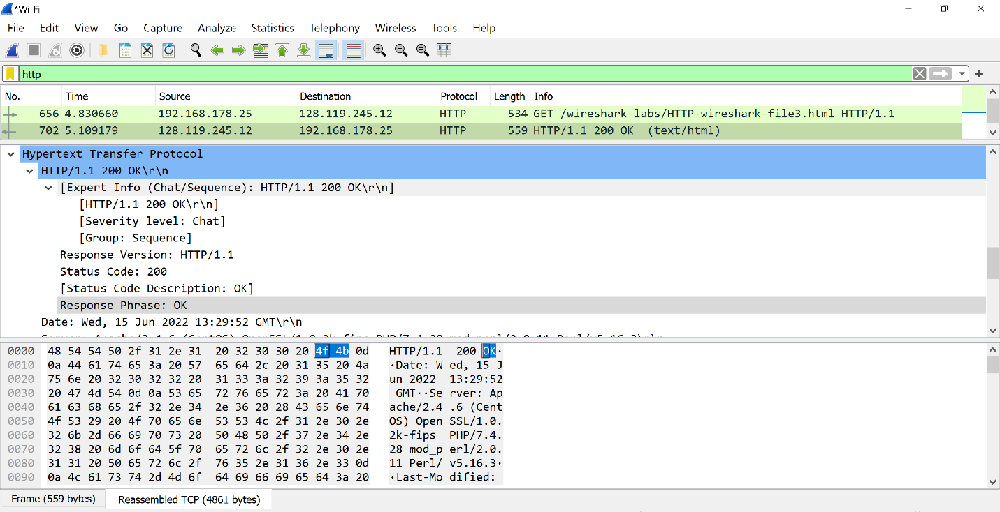 *Wi Fi
File Edit View Go Capture Analyze Statistics Telephony Wireless Tools Help
http
No. Time Source Destination Protocol Length Info
656 4.830660 192.168.178.25 128.119.245.12 HTTP 534 GET /wireshark-labs/HTTP-wireshark-file3.html HTTP/1.1
702 5.109179 128.119.245.12 192.168.178.25 HTTP 559 HTTP/1.1 200 OK (text/html)
Hypertext Transfer Protocol
HTTP/1.1 200 OK\r\n
[Expert Info (Chat/Sequence): HTTP/1.1 200 OK\r\n]
[HTTP/1.1 200 OK\r\n]
[Severity level: Chat]
[Group: Sequence]
Response Version: HTTP/1.1
Status Code: 200
[Status Code Description: OK]
Response Phrase: OK
Date: Wed, 15 Jun 2022 13:29:52 GMT\r\n
0000 48 54 54 50 2f 31 2e 31 20 32 30 30 20 4f 4b 0d HTTP/1.1 200 OK·
0010 0a 44 61 74 65 3a 20 57 65 64 2c 20 31 35 20 4a ·Date: W ed, 15 J
0020 75 6e 20 32 30 32 32 20 31 33 3a 32 39 3a 35 32 un 2022 13:29:52
0030 20 47 4d 54 0d 0a 53 65 72 76 65 72 3a 20 41 70 GMT··Se rver: Ap
0040 61 63 68 65 2f 32 2e 34 2e 36 20 28 43 65 6e 74 ache/2.4 .6 (Cent
0050 4f 53 29 20 4f 70 65 6e 53 53 4c 2f 31 2e 30 2e OS) Open SSL/1.0.
0060 32 6b 2d 66 69 70 73 20 50 48 50 2f 37 2e 34 2e 2k-fips PHP/7.4.
0070 32 38 20 6d 6f 64 5f 70 65 72 6c 2f 32 2e 30 2e 28 mod_p erl/2.0.
0080 31 31 20 50 65 72 6c 2f 76 35 2e 31 36 2e 33 0d 11 Perl/ v5.16.3·
0090 0a 4c 61 73 74 2d 4d 6f 64 69 66 69 65 64 3a 20 ·Last-Mo dified:
Frame (559 bytes) Reassembled TCP (4861 bytes)